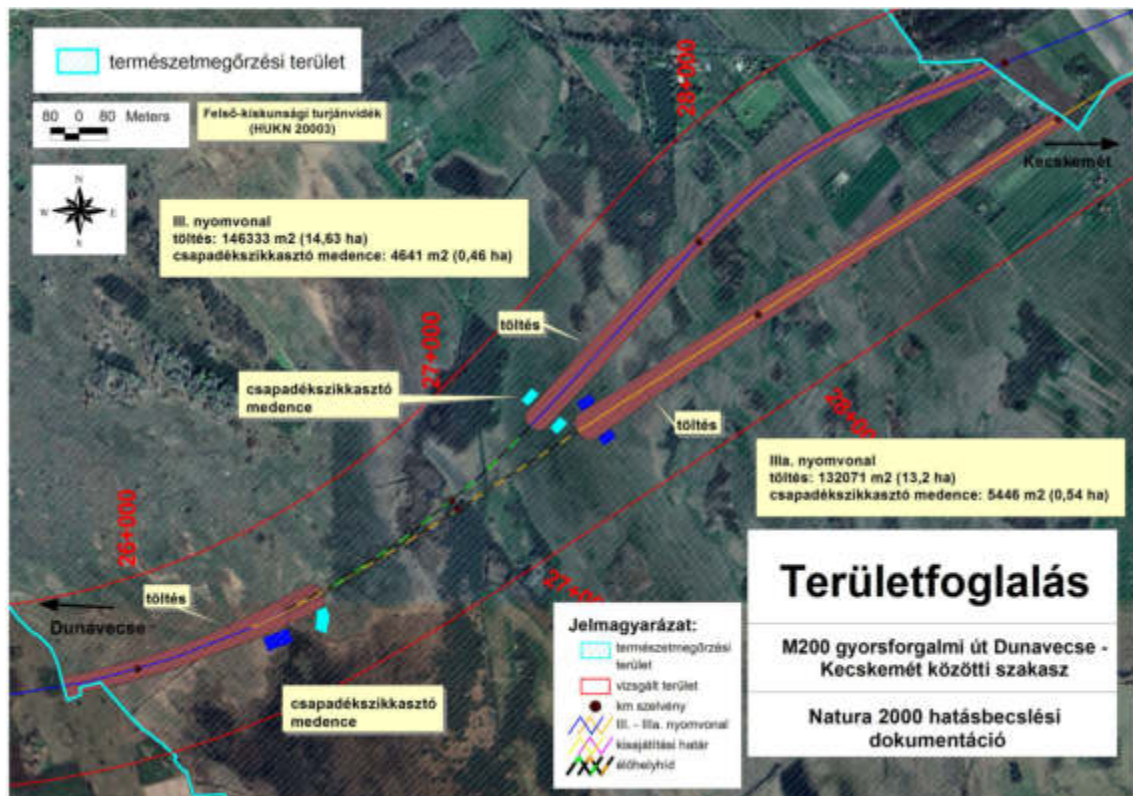 természetmegőrzési terület
80 0 80 Meters
Felső-kiskunsági turjánvidék
(HUKN 20003)
N
W E
S
28+000
Kecskemét
III. nyomvonal
töltés: 146333 m2 (14,63 ha)
csapadékszikkasztó medence: 4641 m2 (0,46 ha)
27+000
töltés
csapadékszikkasztó
medence
töltés
28+000
IIIa. nyomvonal
töltés: 132071 m2 (13,2 ha)
csapadékszikkasztó medence: 5446 m2 (0,54 ha)
26+000
töltés
Dunavecse
27+000
csapadékszikkasztó
medence
Jelmagyarázat:
természetmegőrzési
terület
vizsgált terület
km szelvény
III. - IIIa. nyomvonal
kisajátítási határ
élőhelyhíd
Területfoglalás
M200 gyorsforgalmi út Dunavecse -
Kecskemét közötti szakasz
Natura 2000 hatásbecslési
dokumentáció